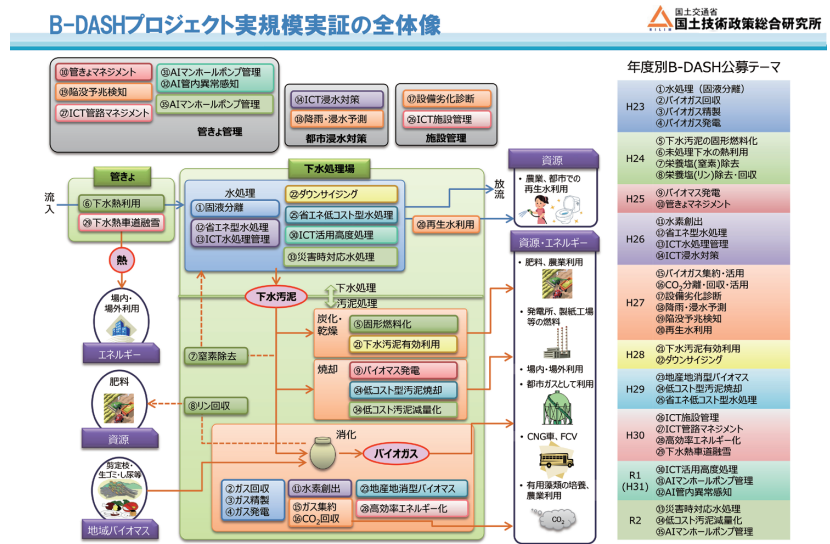 B-DASHプロジェクト実規模実証の全体像
国土交通省
国土技術政策総合研究所
NILIM
⑩管きょマネジメント
⑲陥没予兆検知
㉗ICT管路マネジメント
㉛AIマンホールポンプ管理
㉜AI管内異常感知
㉟AIマンホールポンプ管理
管きょ管理
⑭ICT浸水対策
⑱降雨・浸水予測
都市浸水対策
⑰設備劣化診断
㉖ICT施設管理
施設管理
管きょ
流入
⑥下水熱利用
㉙下水熱車道融雪
熱
場内・
場外利用
エネルギー
肥料
資源
剪定枝・
生ゴミ・し尿等
地域バイオマス
下水処理場
水処理
①固液分離
⑫省エネ型水処理
⑬ICT水処理管理
㉒ダウンサイジング
㉕省エネ低コスト型水処理
㉚ICT活用高度処理
㉝災害時対応水処理
⑳再生水利用
放流
下水汚泥
下水処理
汚泥処理
炭化・
乾燥
⑤固形燃料化
㉑下水汚泥有効利用
⑦窒素除去
焼却
⑨バイオマス発電
㉔低コスト型汚泥焼却
㉞低コスト汚泥減量化
⑧リン回収
消化
バイオガス
②ガス回収
③ガス精製
④ガス発電
⑪水素創出
⑮ガス集約
⑯CO₂回収
㉓地産地消型バイオマス
㉘高効率エネルギー化
資源
・ 農業、都市での
再生水利用
資源・エネルギー
・ 肥料、農業利用
・ 発電所、製紙工場
等の燃料
・ 場内・場外利用
・ 都市ガスとして利用
・ CNG車、FCV
・ 有用藻類の培養、
農業利用
CO₂
年度別B-DASH公募テーマ
H23
①水処理（固液分離）
②バイオガス回収
③バイオガス精製
④バイオガス発電
H24
⑤下水汚泥の固形燃料化
⑥未処理下水の熱利用
⑦栄養塩(窒素)除去
⑧栄養塩(リン)除去・回収
H25
⑨バイオマス発電
⑩管きょマネジメント
H26
⑪水素創出
⑫省エネ型水処理
⑬ICT水処理管理
⑭ICT浸水対策
H27
⑮バイオガス集約・活用
⑯CO₂分離・回収・活用
⑰設備劣化診断
⑱降雨・浸水予測
⑲陥没予兆検知
⑳再生水利用
H28
㉑下水汚泥有効利用
㉒ダウンサイジング
H29
㉓地産地消型バイオマス
㉔低コスト型汚泥焼却
㉕省エネ低コスト型水処理
H30
㉖ICT施設管理
㉗ICT管路マネジメント
㉘高効率エネルギー化
㉙下水熱車道融雪
R1
(H31)
㉚ICT活用高度処理
㉛AIマンホールポンプ管理
㉜AI管内異常感知
R2
㉝災害時対応水処理
㉞低コスト汚泥減量化
㉟AIマンホールポンプ管理